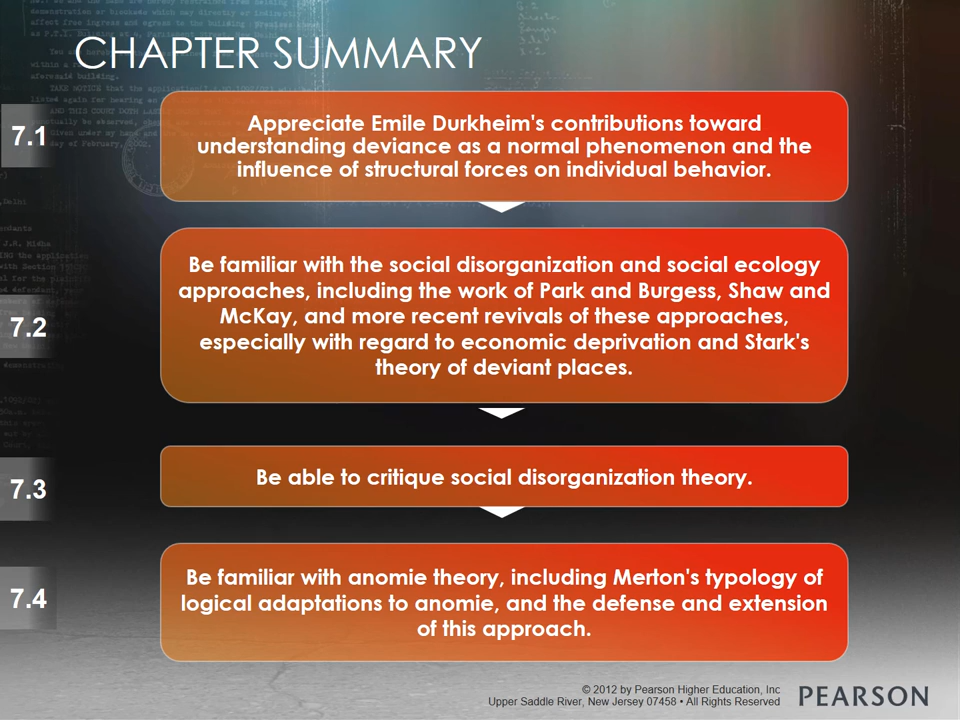 CHAPTER SUMMARY
7.1
Appreciate Emile Durkheim's contributions toward
understanding deviance as a normal phenomenon and the
influence of structural forces on individual behavior.
7.2
Be familiar with the social disorganization and social ecology
approaches, including the work of Park and Burgess, Shaw and
McKay, and more recent revivals of these approaches,
especially with regard to economic deprivation and Stark's
theory of deviant places.
7.3
Be able to critique social disorganization theory.
7.4
Be familiar with anomie theory, including Merton's typology of
logical adaptations to anomie, and the defense and extension
of this approach.
© 2012 by Pearson Higher Education, Inc
Upper Saddle River, New Jersey 07458 • All Rights Reserved
PEARSON